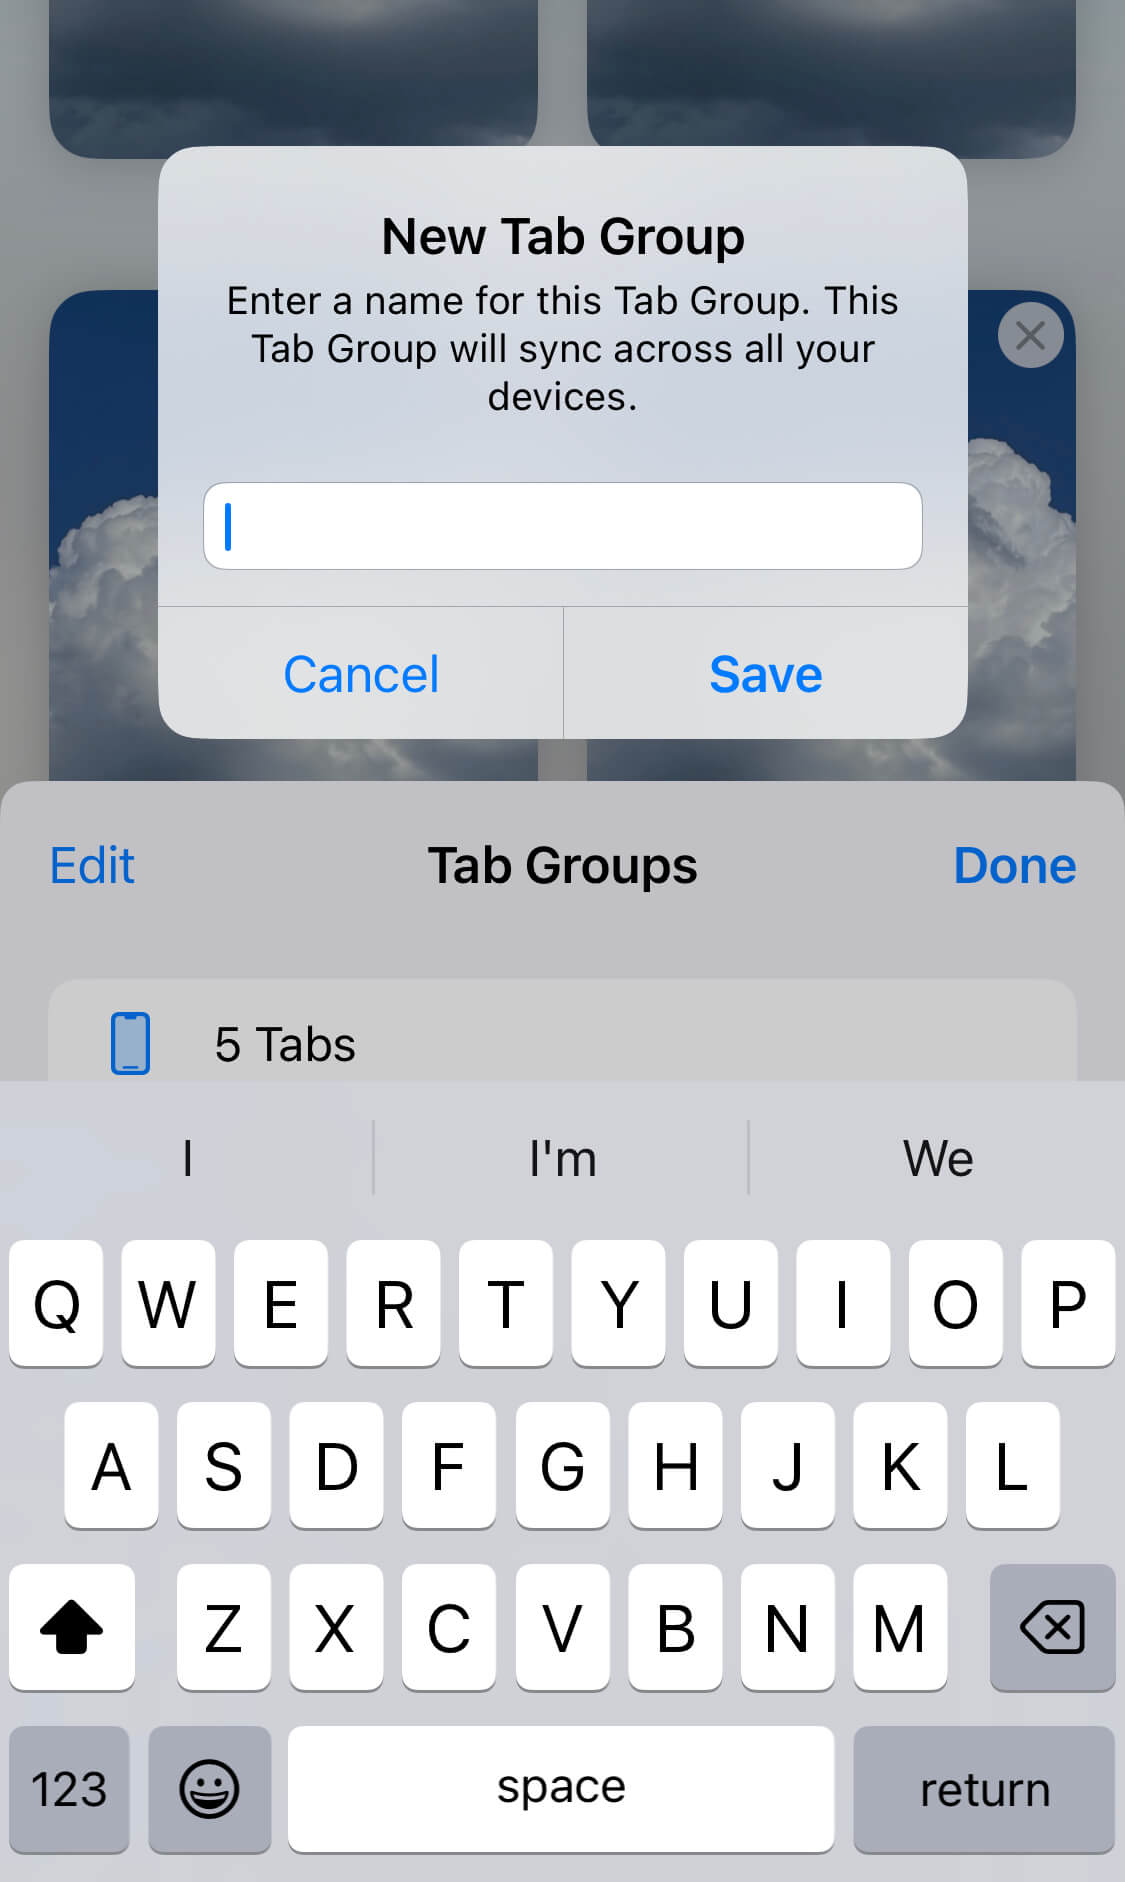 New Tab Group
Enter a name for this Tab Group. This
Tab Group will sync across all your
devices.
Cancel Save
Edit Tab Groups Done
5 Tabs
I I'm We
Q W E R T Y U I O P
A S D F G H J K L
Z X C V B N M
123 space return